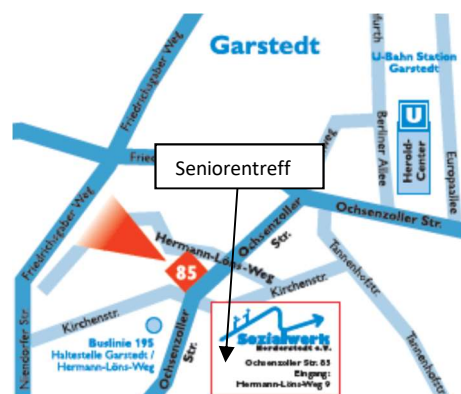 Garstedt
U-Bahn Station
Garstedt
U
Herold-
Center
Berliner Allee
Europaallee
Friedrichsgaber Weg
Seniorentreff
Ochsenzoller Str.
Ochsenzoller
Str.
Friedrichsgaber Weg
Hermann-Löns-Weg
85
Kirchenstr.
Kirchenstr.
Tannenhofstr.
Tannenhofstr.
Niendorfer Str.
Buslinie 195
Haltestelle Garstedt /
Hermann-Löns-Weg
Ochsenzoller
Str.
Sozialwerk
Norderstedt e.V.
Ochsenzoller Str. 85
Eingang:
Hermann-Löns-Weg 9